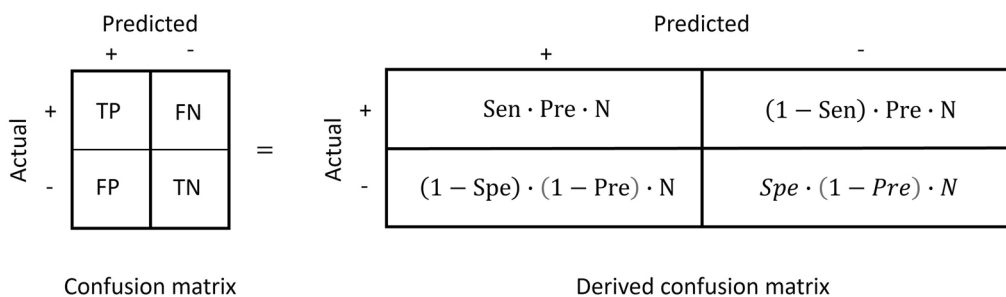 Predicted
+ -
Actual
+ TP FN
- FP TN
=
Predicted
+ -
Actual
+ Sen · Pre · N (1 − Sen) · Pre · N
- (1 − Spe) · (1 − Pre) · N Spe · (1 − Pre) · N
Confusion matrix
Derived confusion matrix